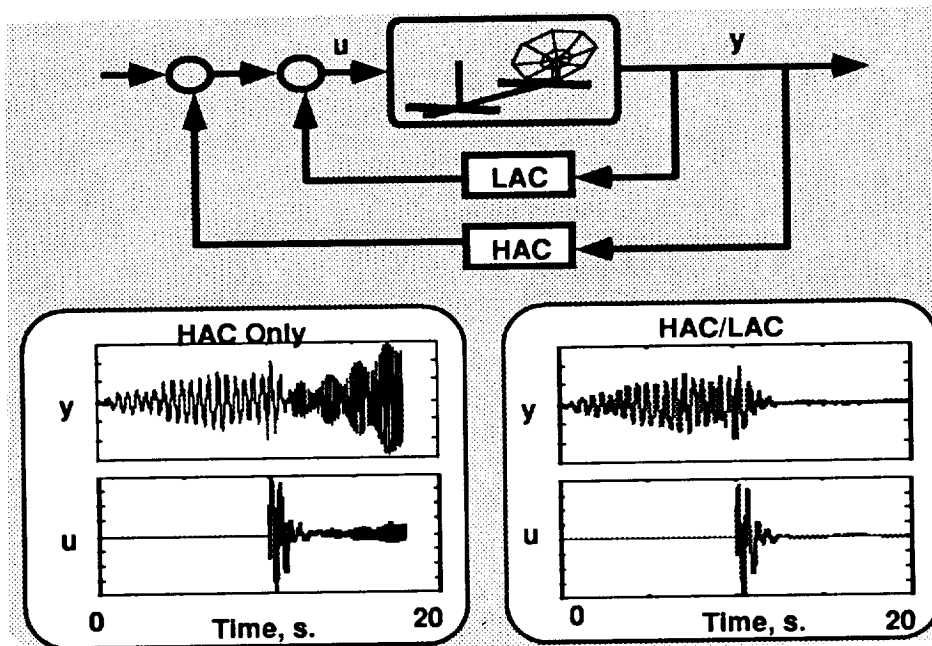 u
y
LAC
HAC
HAC Only
y
u
0
20
Time, s.
HAC/LAC
y
u
0
20
Time, s.